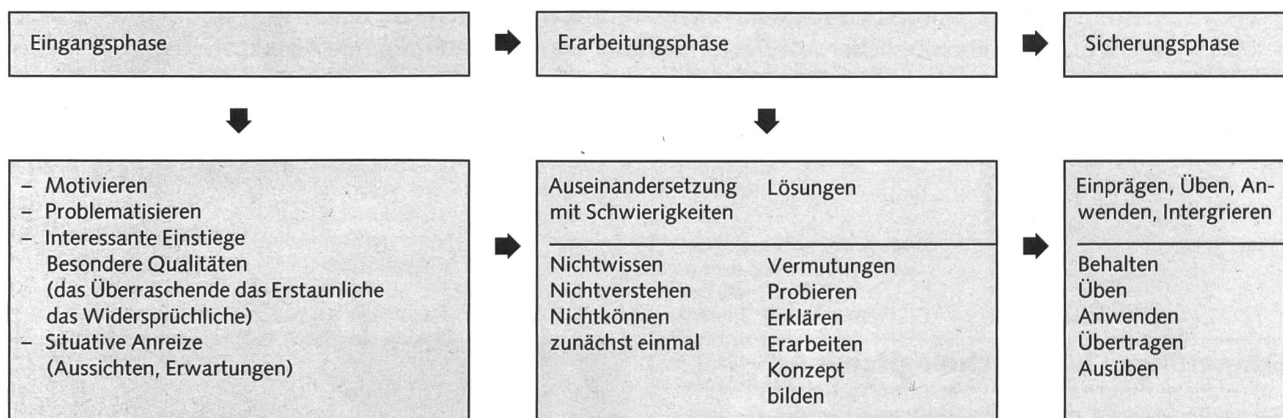 Eingangsphase
Erarbeitungsphase
Sicherungsphase
– Motivieren
– Problematisieren
– Interessante Einstiege
Besondere Qualitäten
(das Überraschende das Erstaunliche
das Widersprüchliche)
– Situative Anreize
(Aussichten, Erwartungen)
Auseinandersetzung
mit Schwierigkeiten
Lösungen
Nichtwissen
Nichtverstehen
Nichtkönnen
zunächst einmal
Vermutungen
Probieren
Erklären
Erarbeiten
Konzept
bilden
Einprägen, Üben, An-
wenden, Intergrieren
Behalten
Üben
Anwenden
Übertragen
Ausüben